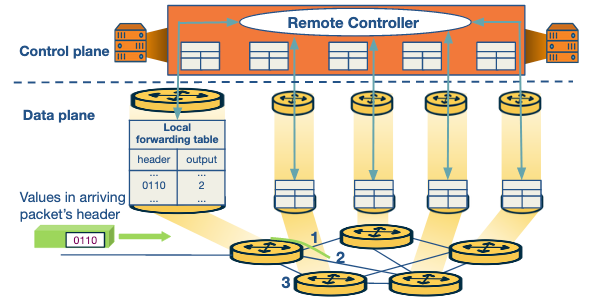 Remote Controller
Control plane
Data plane
Local
forwarding table
header output
... ...
0110 2
... ...
Values in arriving
packet's header
0110
1
2
3